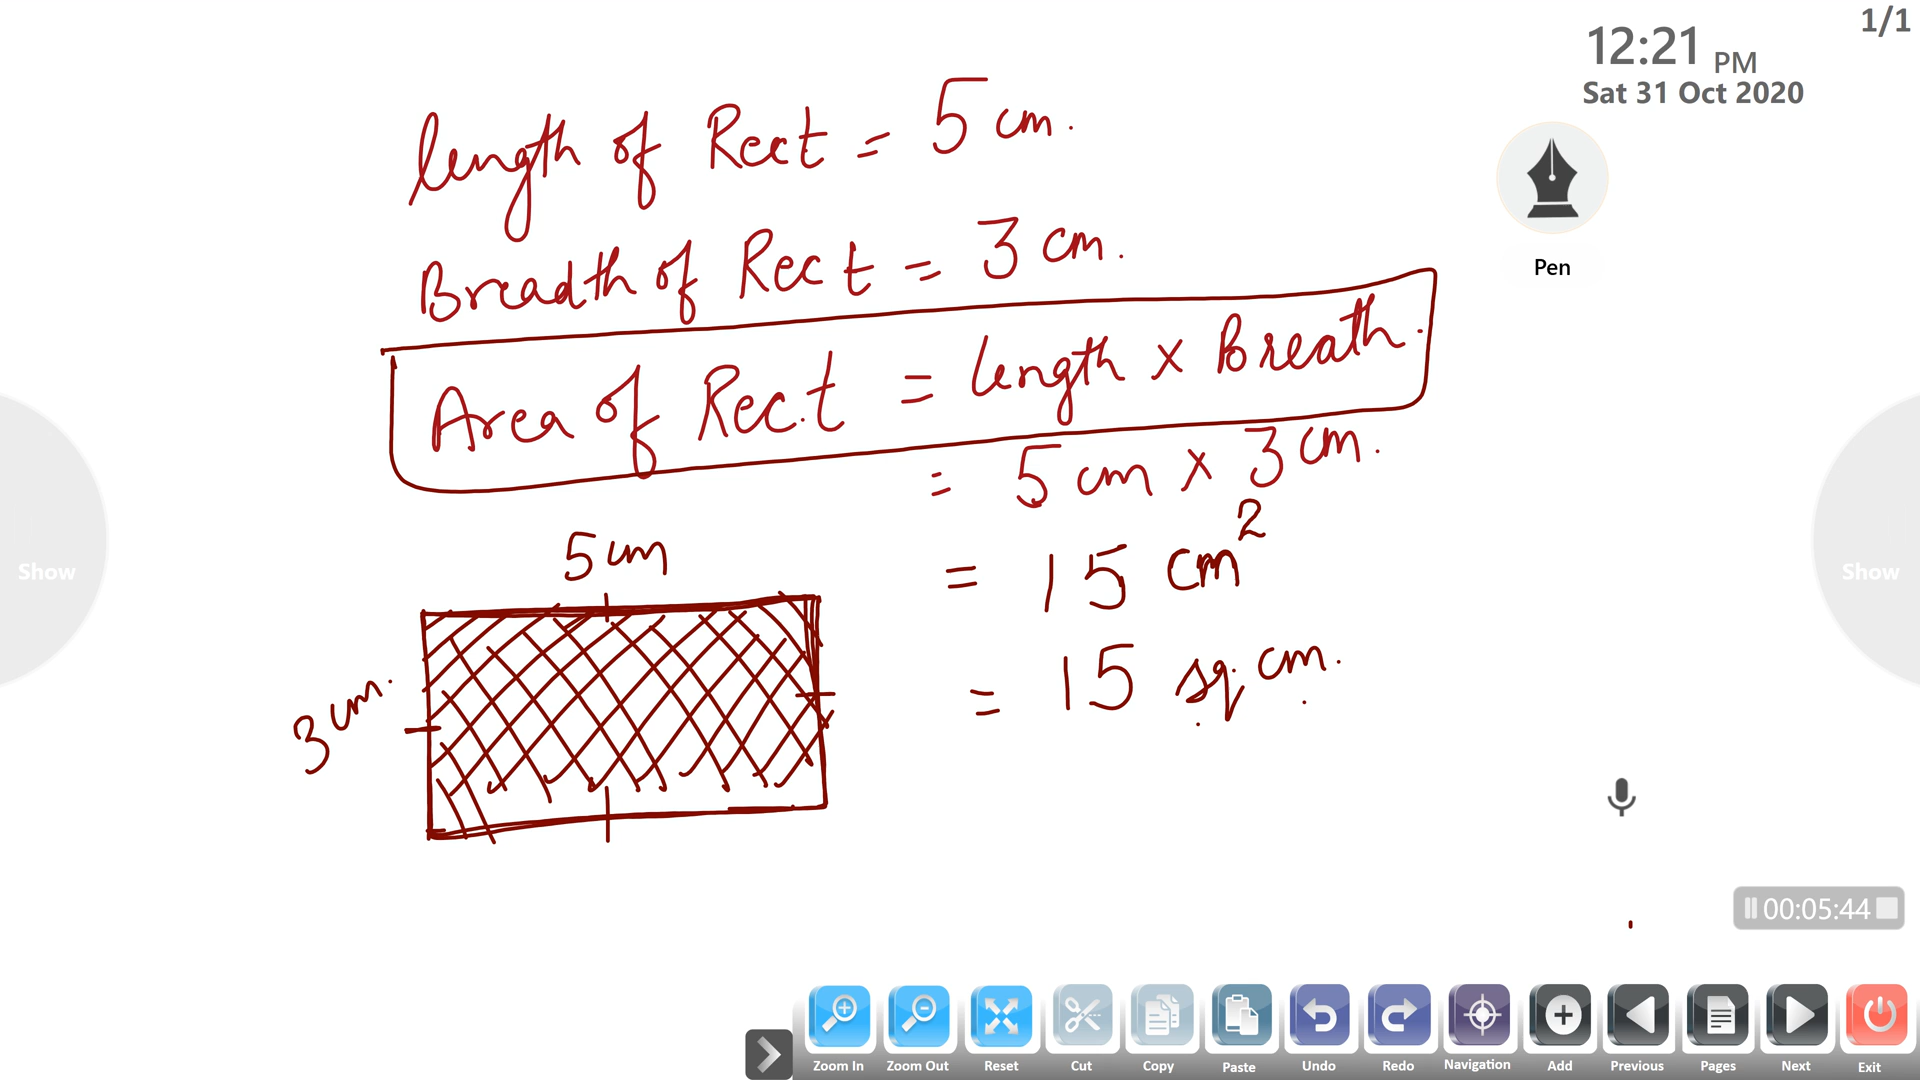 1/1
12:21 PM
Sat 31 Oct 2020
Pen
length of Rect = 5 cm.
Breadth of Rect = 3 cm.
Area of Rec.t = length x Breath.
= 5 cm x 3 cm.
= 15 cm²
= 15 sq cm.
5 cm
3 cm.
Show
Show
00:05:44
Zoom In Zoom Out Reset Cut Copy Paste Undo Redo Navigation Add Previous Pages Next Exit